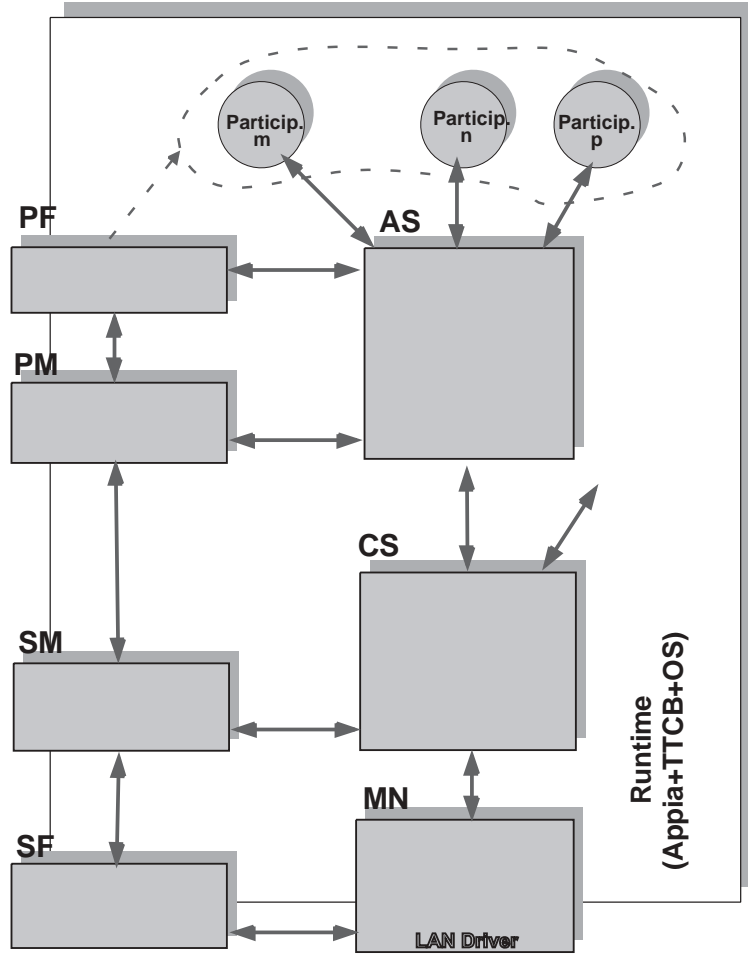 Particip.
m
Particip.
n
Particip.
p
PF
AS
PM
CS
SM
Runtime
(Appia+TTCB+OS)
MN
SF
LAN Driver